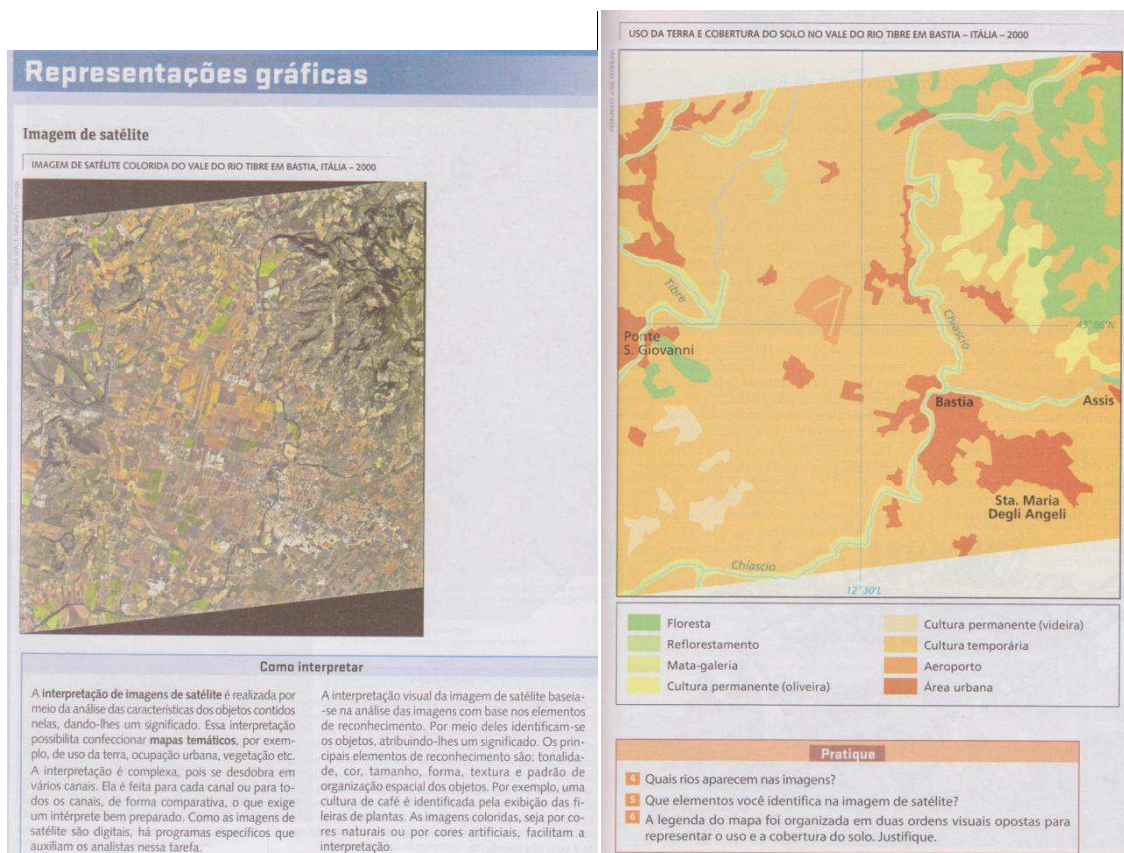 Representações gráficas
Imagem de satélite
IMAGEM DE SATÉLITE COLORIDA DO VALE DO RIO TIBRE EM BASTIA, ITÁLIA – 2000
Como interpretar
A interpretação de imagens de satélite é realizada por
meio da análise das características dos objetos contidos
nelas, dando-lhes um significado. Essa interpretação
possibilita confeccionar mapas temáticos, por exem-
plo, de uso da terra, ocupação urbana, vegetação etc.
A interpretação é complexa, pois se desdobra em
vários canais. Ela é feita para cada canal ou para to-
dos os canais, de forma comparativa, o que exige
um intérprete bem preparado. Como as imagens de
satélite são digitais, há programas específicos que
auxiliam os analistas nessa tarefa.
A interpretação visual da imagem de satélite baseia-
-se na análise das imagens com base nos elementos
de reconhecimento. Por meio deles identificam-se
os objetos, atribuindo-lhes um significado. Os prin-
cipais elementos de reconhecimento são: tonalida-
de, cor, tamanho, forma, textura e padrão de
organização espacial dos objetos. Por exemplo, uma
cultura de café é identificada pela exibição das fi-
leiras de plantas. As imagens coloridas, seja por co-
res naturais ou por cores artificiais, facilitam a
interpretação.
USO DA TERRA E COBERTURA DO SOLO NO VALE DO RIO TIBRE EM BASTIA – ITÁLIA – 2000
Tibre
Ponte
S. Giovanni
Chiascio
43° 06'N
Bastia
Assis
Sta. Maria
Degli Angeli
Chiascio
12° 30'L
Floresta
Reflorestamento
Mata-galeria
Cultura permanente (oliveira)
Cultura permanente (videira)
Cultura temporária
Aeroporto
Área urbana
Pratique
4 Quais rios aparecem nas imagens?
5 Que elementos você identifica na imagem de satélite?
6 A legenda do mapa foi organizada em duas ordens visuais opostas para
representar o uso e a cobertura do solo. Justifique.